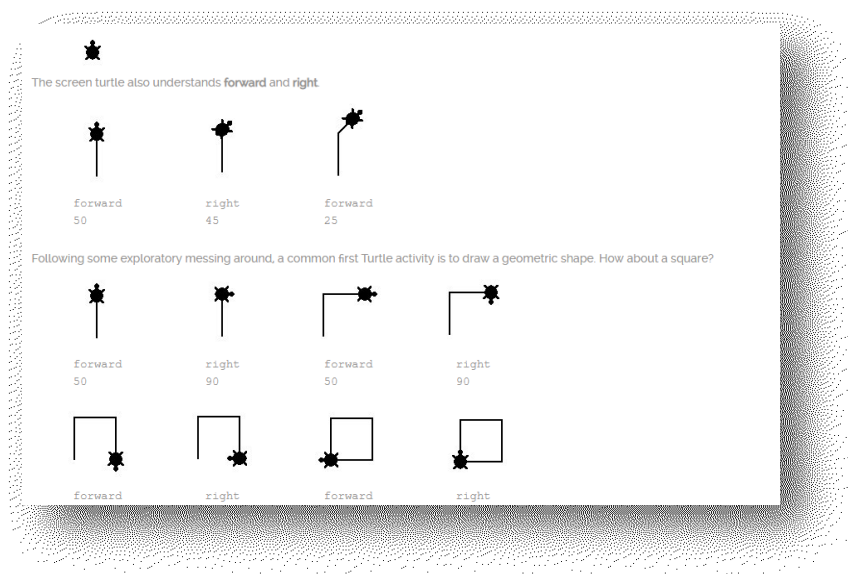 The screen turtle also understands forward and right.
forward right forward
50 45 25
Following some exploratory messing around, a common first Turtle activity is to draw a geometric shape. How about a square?
forward right forward right
50 90 50 90
forward right forward right